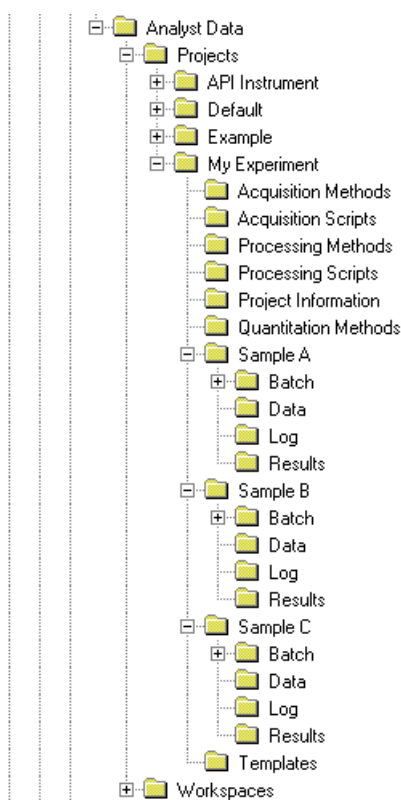 Analyst Data
Projects
API Instrument
Default
Example
My Experiment
Acquisition Methods
Acquisition Scripts
Processing Methods
Processing Scripts
Project Information
Quantitation Methods
Sample A
Batch
Data
Log
Results
Sample B
Batch
Data
Log
Results
Sample C
Batch
Data
Log
Results
Templates
Workspaces